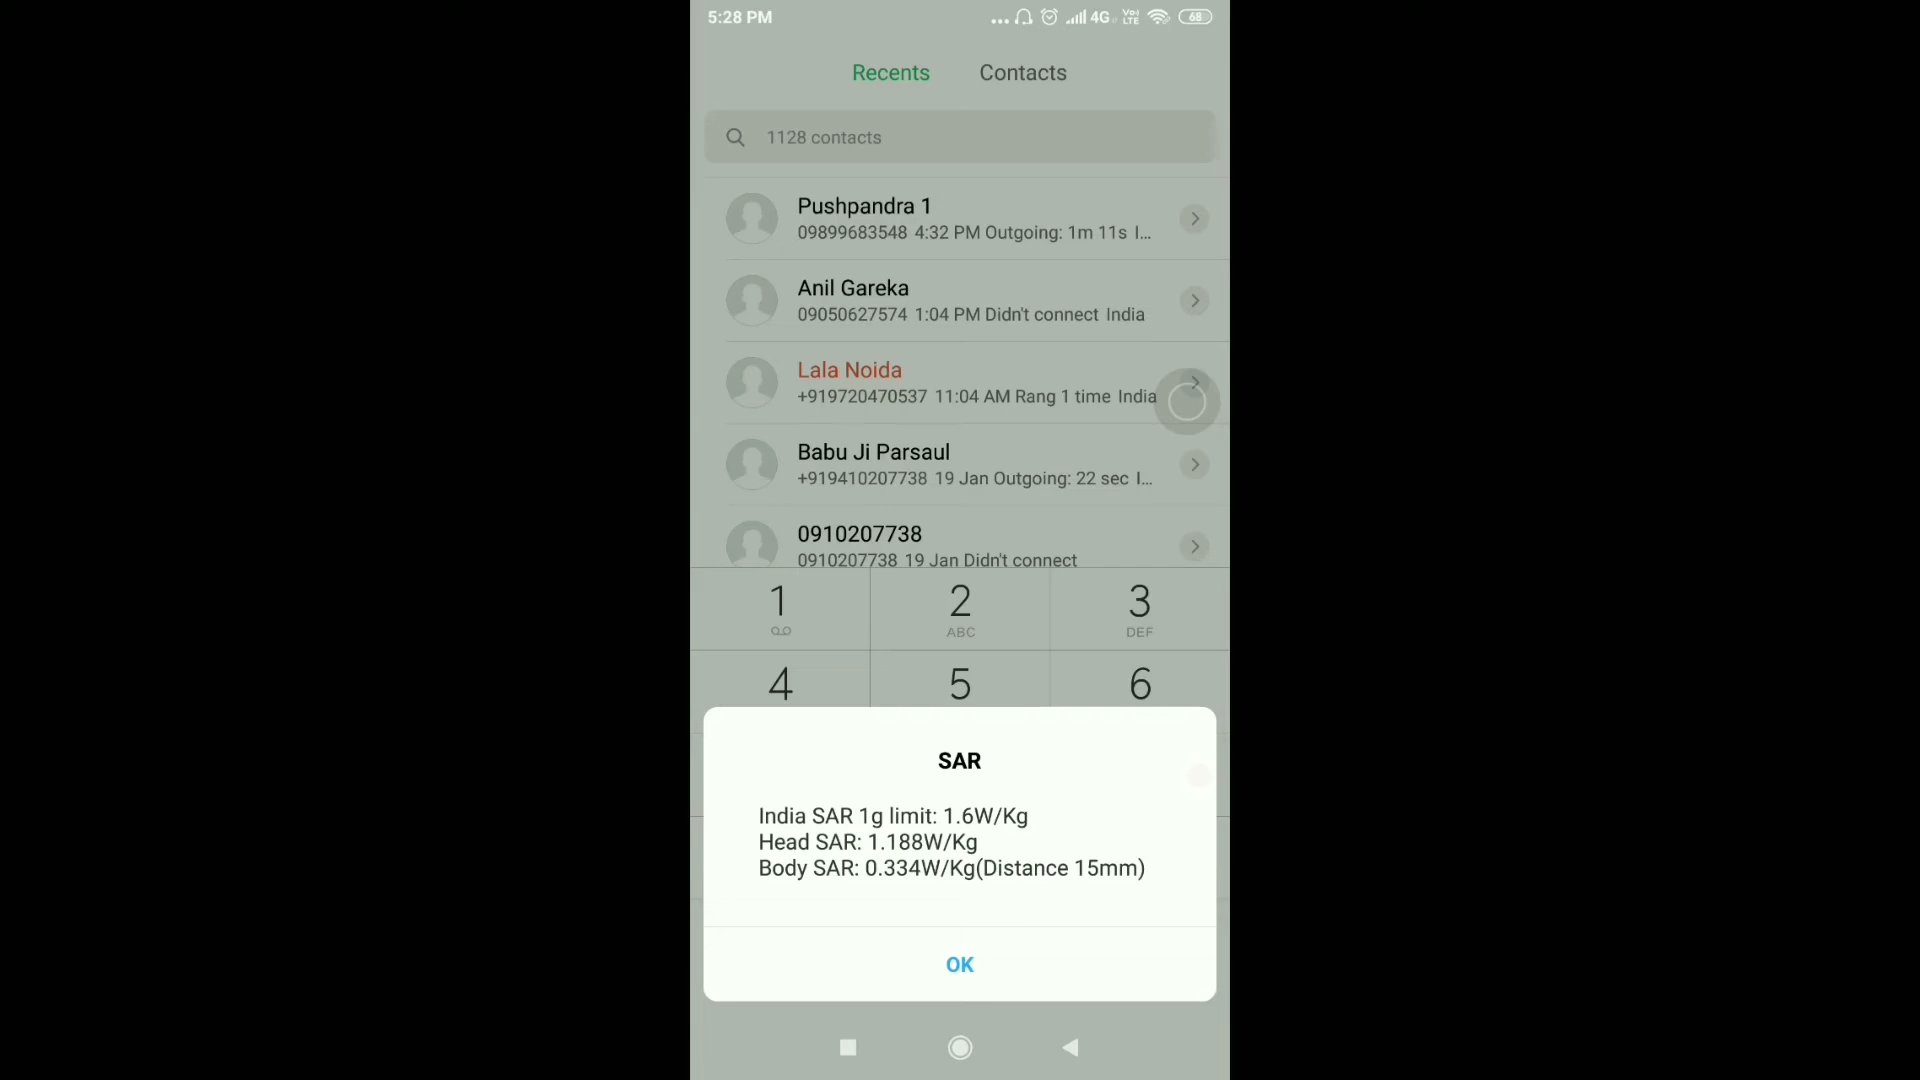 5:28 PM
4G
Vo
LTE
68
Recents
Contacts
1128 contacts
Pushpandra 1
09899683548 4:32 PM Outgoing: 1m 11s I...
Anil Gareka
09050627574 1:04 PM Didn't connect India
Lala Noida
+919720470537 11:04 AM Rang 1 time India
Babu Ji Parsaul
+919410207738 19 Jan Outgoing: 22 sec I...
0910207738
0910207738 19 Jan Didn't connect
1
2
3
ABC
DEF
4
5
6
SAR
India SAR 1g limit: 1.6W/Kg
Head SAR: 1.188W/Kg
Body SAR: 0.334W/Kg(Distance 15mm)
OK